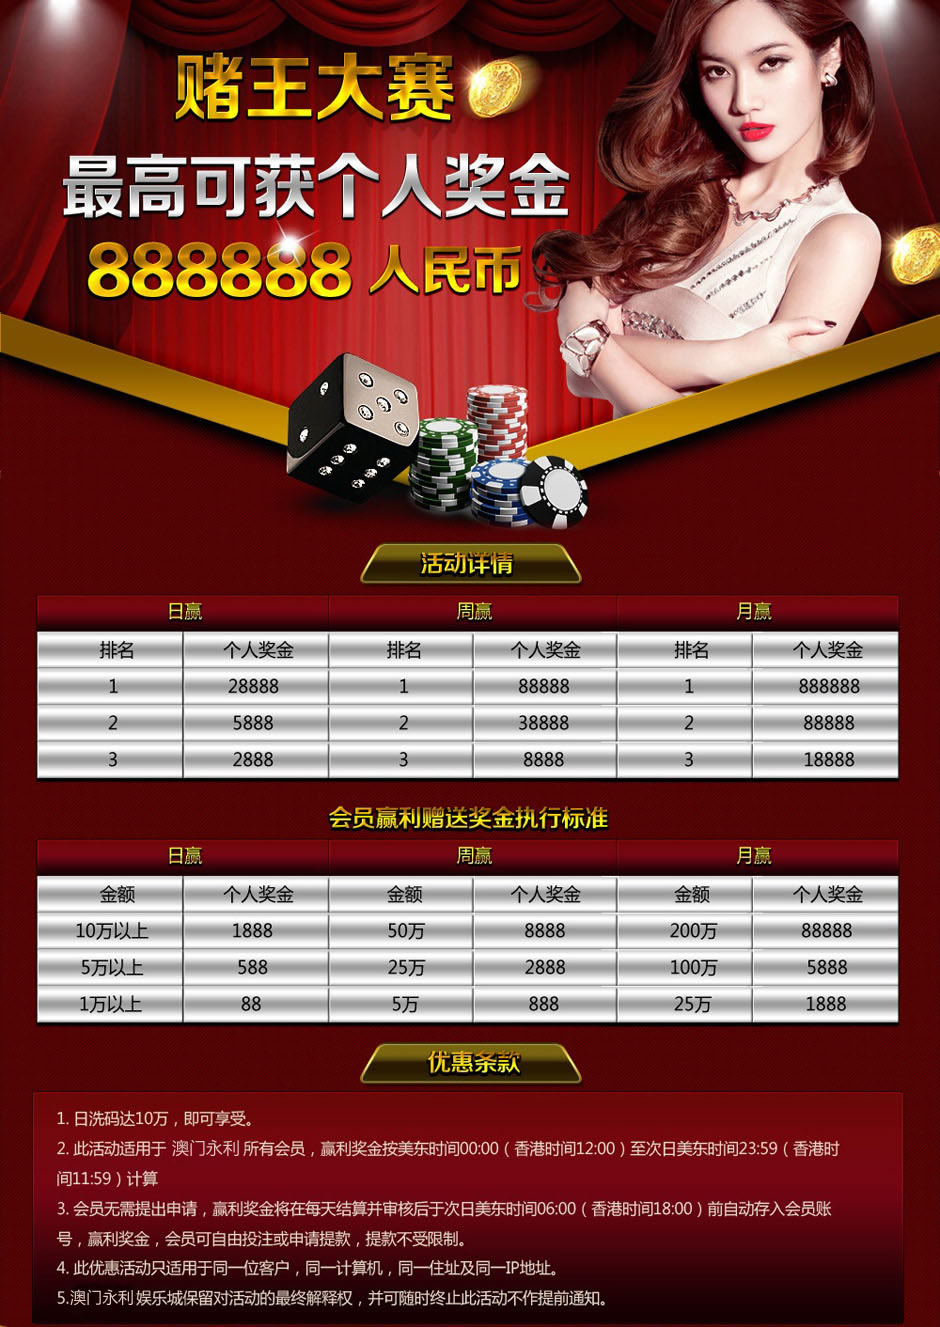 赌王大赛
最高可获个人奖金
888888 人民币
活动详情
日赢 周赢 月赢
排名 个人奖金 排名 个人奖金 排名 个人奖金
1 28888 1 88888 1 888888
2 5888 2 38888 2 88888
3 2888 3 8888 3 18888
会员赢利赠送奖金执行标准
日赢 周赢 月赢
金额 个人奖金 金额 个人奖金 金额 个人奖金
10万以上 1888 50万 8888 200万 88888
5万以上 588 25万 2888 100万 5888
1万以上 88 5万 888 25万 1888
优惠条款
1. 日洗码达10万，即可享受。
2. 此活动适用于 澳门永利 所有会员，赢利奖金按美东时间00:00（香港时间12:00）至次日美东时间23:59（香港时
间11:59）计算
3. 会员无需提出申请，赢利奖金将在每天结算并审核后于次日美东时间06:00（香港时间18:00）前自动存入会员账
号，赢利奖金，会员可自由投注或申请提款，提款不受限制。
4. 此优惠活动只适用于同一位客户，同一计算机，同一住址及同一IP地址。
5.澳门永利 娱乐城保留对活动的最终解释权，并可随时终止此活动不作提前通知。